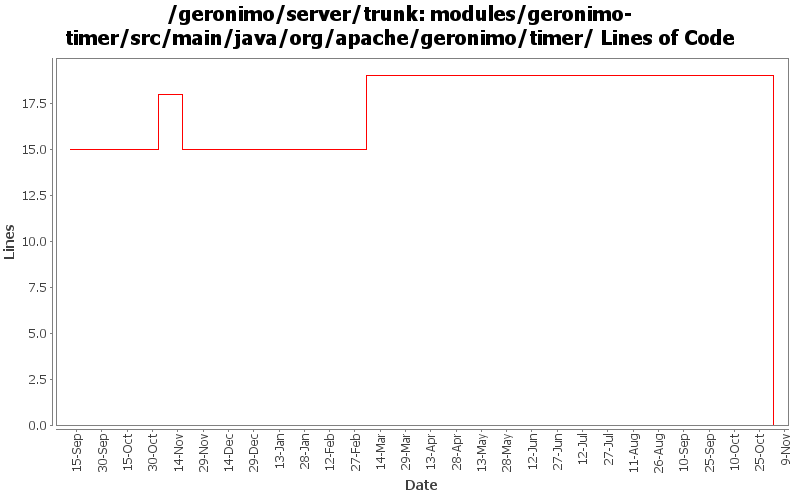 /geronimo/server/trunk: modules/geronimo-
timer/src/main/java/org/apache/geronimo/timer/ Lines of Code
Lines
17.5
15.0
12.5
10.0
7.5
5.0
2.5
0.0
15-Sep
30-Sep
15-Oct
30-Oct
14-Nov
29-Nov
14-Dec
29-Dec
13-Jan
28-Jan
12-Feb
27-Feb
14-Mar
29-Mar
13-Apr
28-Apr
13-May
28-May
12-Jun
27-Jun
12-Jul
27-Jul
11-Aug
26-Aug
10-Sep
25-Sep
10-Oct
25-Oct
9-Nov
Date